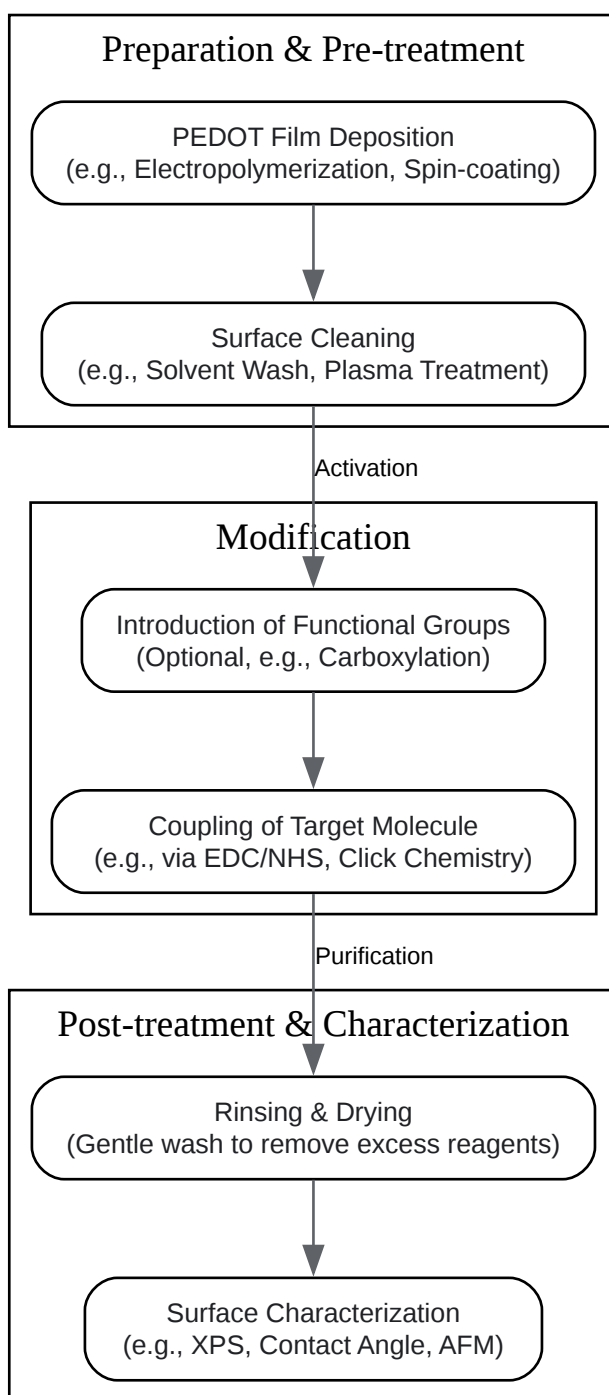 Preparation & Pre-treatment
PEDOT Film Deposition
(e.g., Electropolymerization, Spin-coating)
Surface Cleaning
(e.g., Solvent Wash, Plasma Treatment)
Activation
Modification
Introduction of Functional Groups
(Optional, e.g., Carboxylation)
Coupling of Target Molecule
(e.g., via EDC/NHS, Click Chemistry)
Purification
Post-treatment & Characterization
Rinsing & Drying
(Gentle wash to remove excess reagents)
Surface Characterization
(e.g., XPS, Contact Angle, AFM)